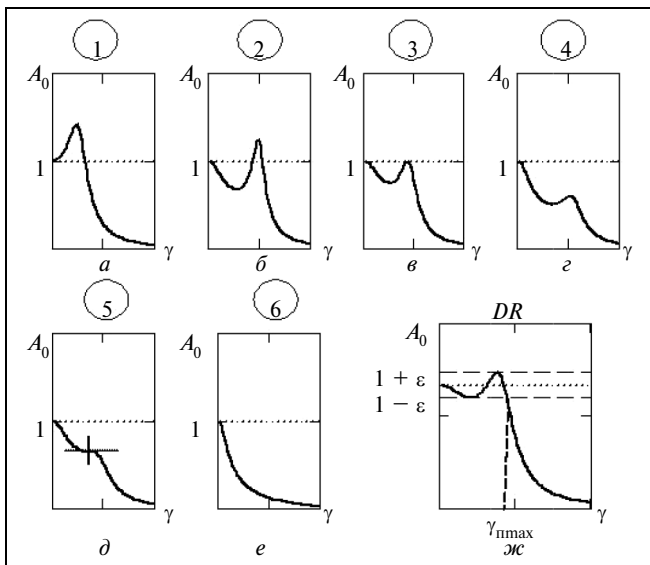 1 2 3 4
A₀ A₀ A₀ A₀
1 1 1 1
γ γ γ γ
а б в г
5 6 DR
A₀ A₀ A₀
1 + ε
1 1 1 − ε
γ γ γ
γпmax
д е ж